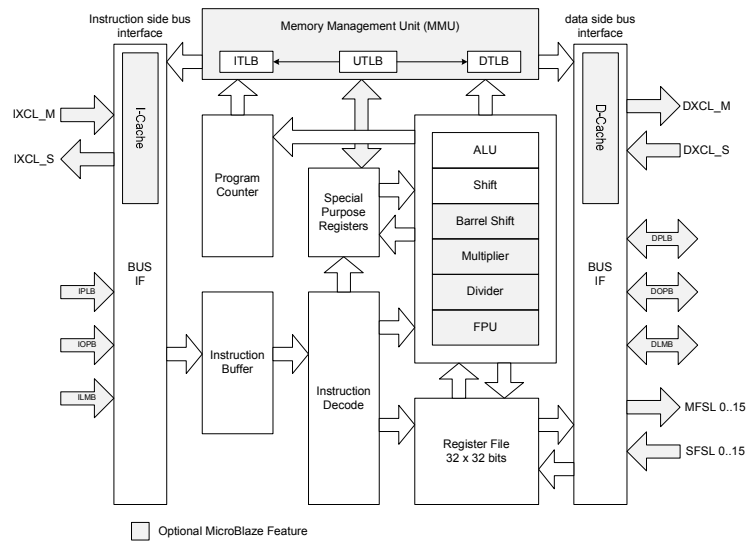 Instruction side bus
interface
Memory Management Unit (MMU)
data side bus
interface
ITLB
UTLB
DTLB
I-Cache
D-Cache
IXCL_M
IXCL_S
DXCL_M
DXCL_S
Program
Counter
Special
Purpose
Registers
ALU
Shift
Barrel Shift
Multiplier
Divider
FPU
BUS
IF
BUS
IF
IPLB
IOPB
ILMB
DPLB
DOPB
DLMB
Instruction
Buffer
Instruction
Decode
Register File
32 x 32 bits
MFSL 0..15
SFSL 0..15
Optional MicroBlaze Feature